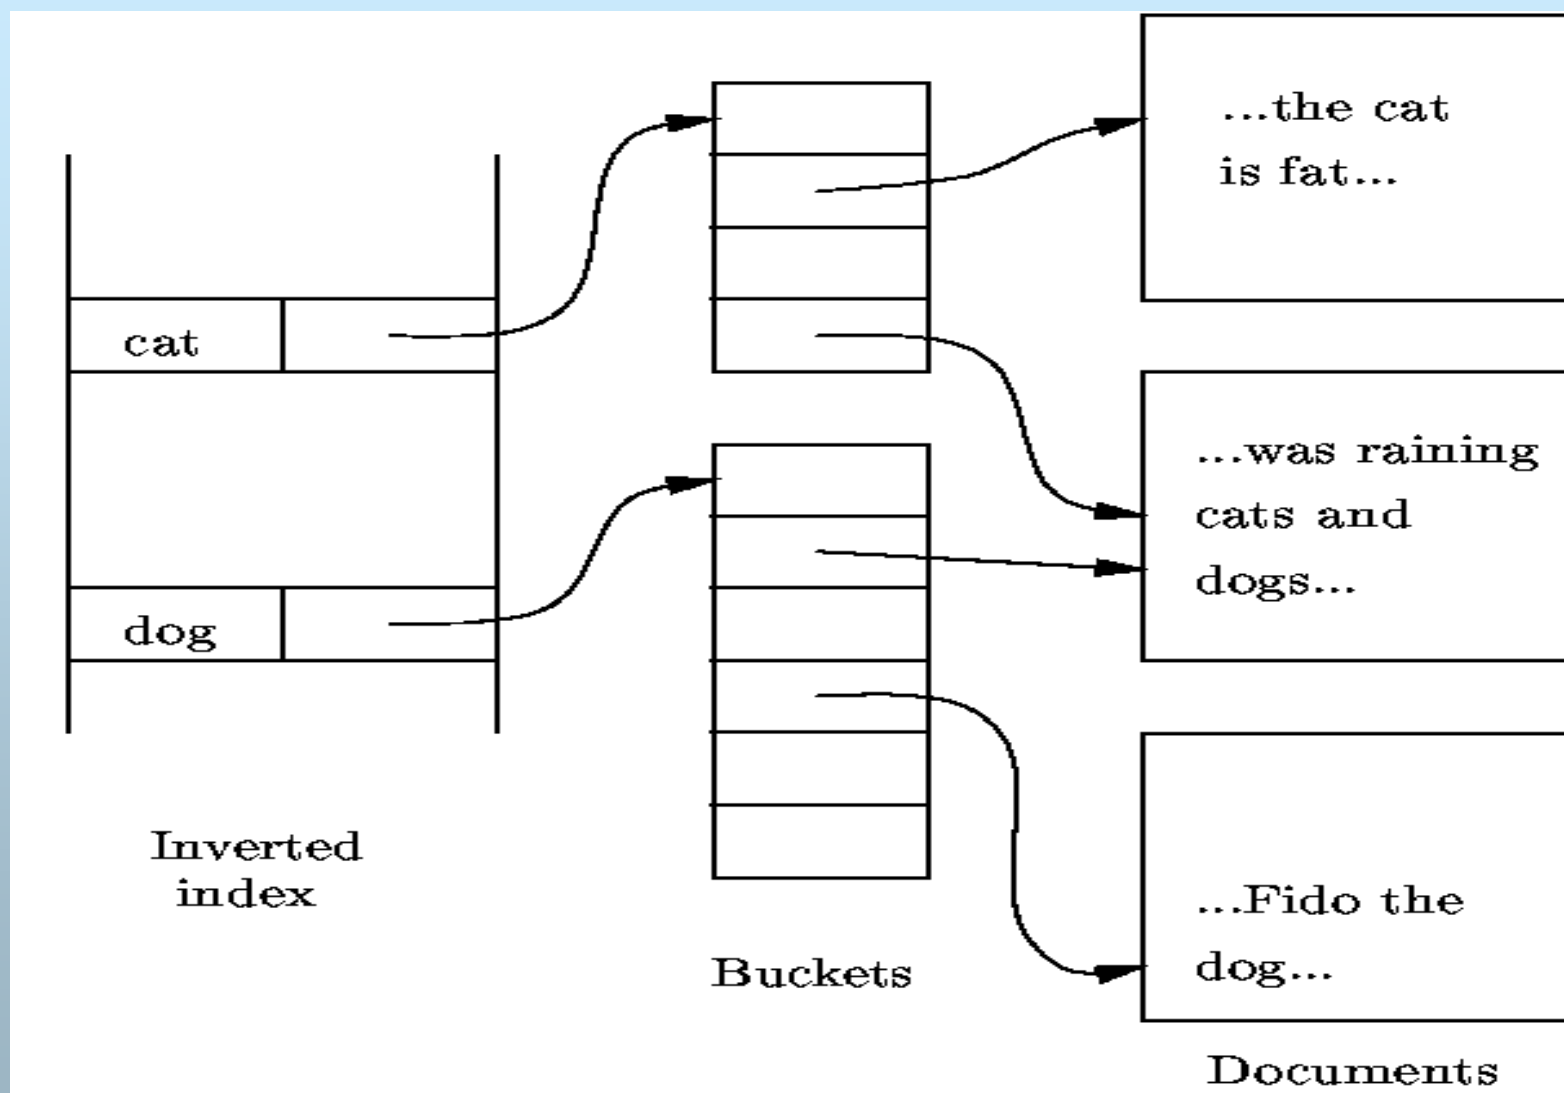 cat
dog
Inverted
index
Buckets
...the cat
is fat...
...was raining
cats and
dogs...
...Fido the
dog...
Documents